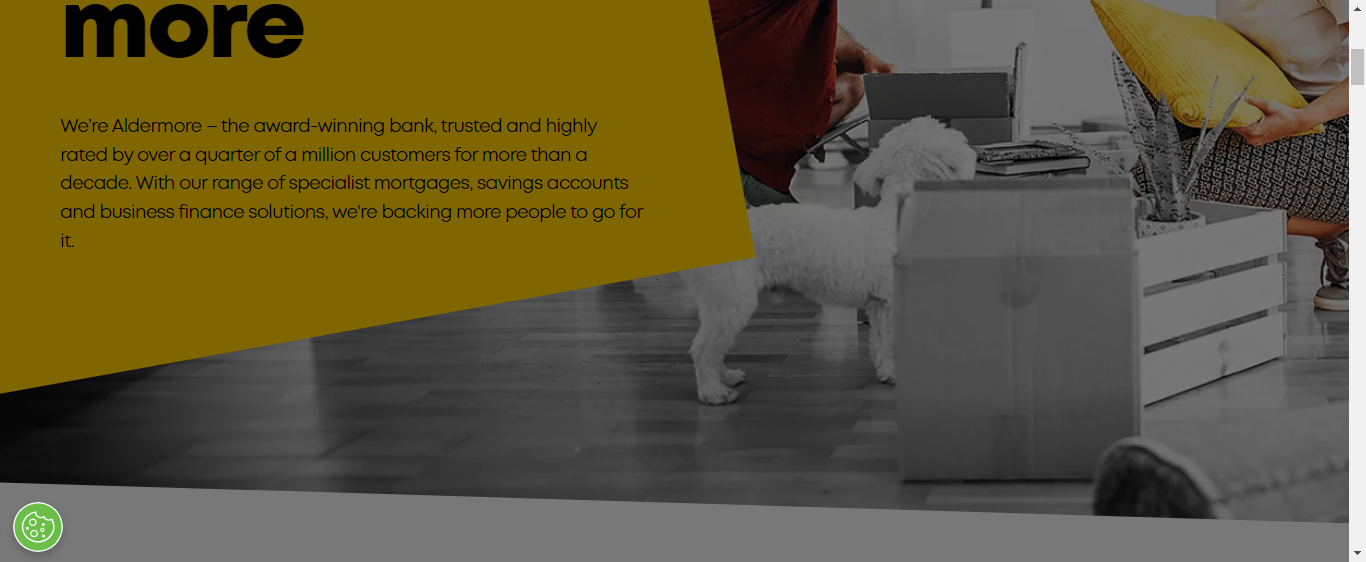 more
We’re Aldermore – the award-winning bank, trusted and highly
rated by over a quarter of a million customers for more than a
decade. With our range of specialist mortgages, savings accounts
and business finance solutions, we're backing more people to go for
it.